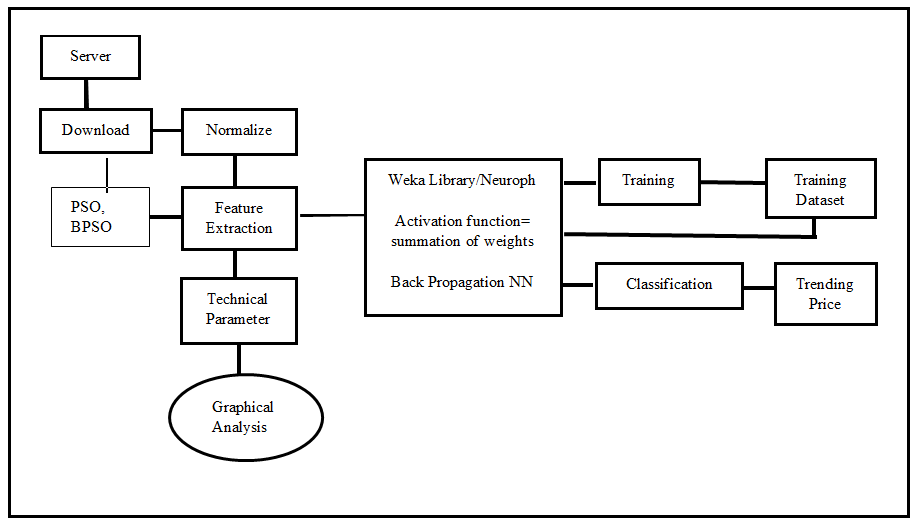 Server
Download
Normalize
PSO,
BPSO
Feature
Extraction
Technical
Parameter
Graphical
Analysis
Weka Library/Neuroph
Activation function=
summation of weights
Back Propagation NN
Training
Training
Dataset
Classification
Trending
Price